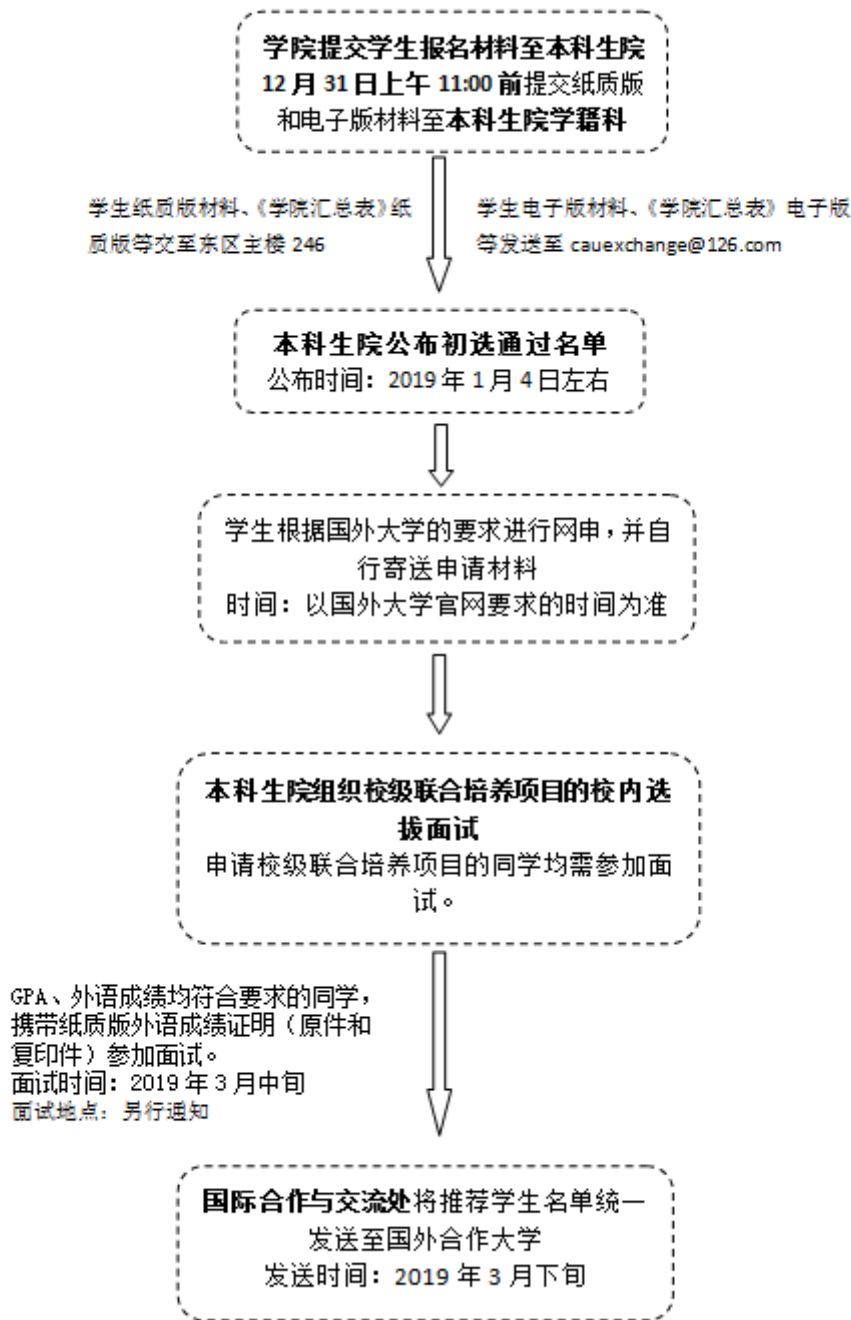 学院提交学生报名材料至本科生院
12月31日上午11:00前提交纸质版
和电子版材料至本科生院学籍科
学生纸质版材料、《学院汇总表》纸
质版等交至东区主楼246
学生电子版材料、《学院汇总表》电子版
等发送至cauexchange@126.com
本科生院公布初选通过名单
公布时间：2019年1月4日左右
学生根据国外大学的要求进行网申，并自
行寄送申请材料
时间：以国外大学官网要求的时间为准
本科生院组织校级联合培养项目的校内选
拔面试
申请校级联合培养项目的同学均需参加面
试。
GPA、外语成绩均符合要求的同学，
携带纸质版外语成绩证明（原件和
复印件）参加面试。
面试时间：2019年3月中旬
面试地点：另行通知
国际合作与交流处将推荐学生名单统一
发送至国外合作大学
发送时间：2019年3月下旬